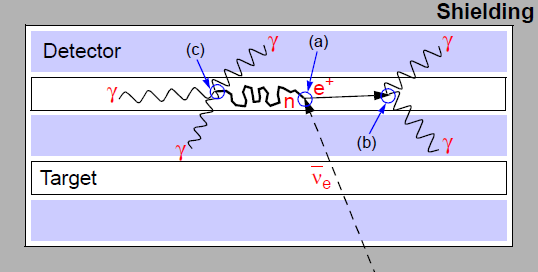 Shielding
Detector
(c)
(a)
γ
γ
γ
n
e+
(b)
γ
γ
Target
ν̅e